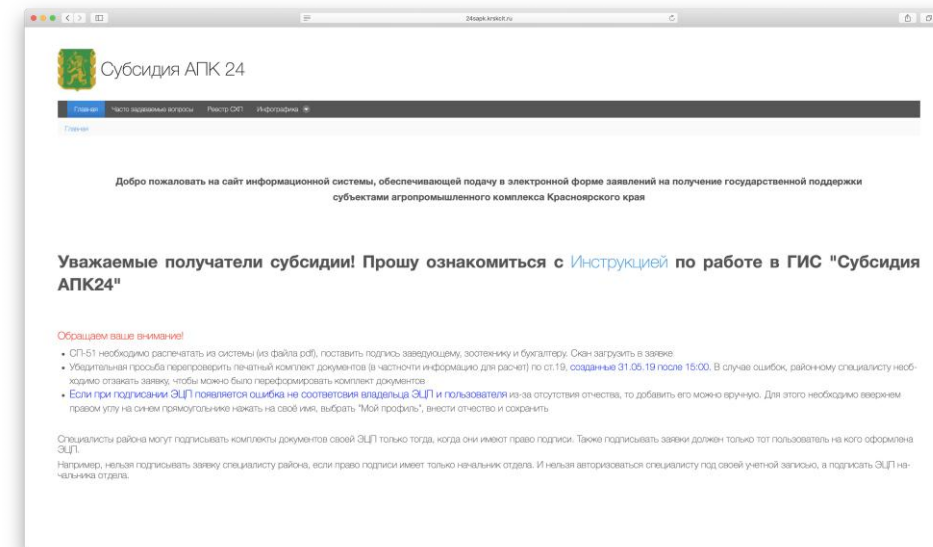 24sapk.krskcit.ru
Субсидия АПК 24
Главная Часто задаваемые вопросы Реестр СХП Инфографика
Главная
Добро пожаловать на сайт информационной системы, обеспечивающей подачу в электронной форме заявлений на получение государственной поддержки
субъектами агропромышленного комплекса Красноярского края
Уважаемые получатели субсидии! Прошу ознакомиться с Инструкцией по работе в ГИС "Субсидия
АПК24"
Обращаем ваше внимание!
• СП-51 необходимо распечатать из системы (из файла pdf), поставить подпись заведующему, зоотехнику и бухгалтеру. Скан загрузить в заявке
• Убедительная просьба перепроверить печатный комплект документов (в частночти информацию для расчет) по ст.19, созданные 31.05.19 после 15:00. В случае ошибок, районному специалисту необ-
ходимо отзакать заявку, чтобы можно было переформировать комплект документов
• Если при подписании ЭЦП появляется ошибка не соответсвия владельца ЭЦП и пользователя из-за отсутствия отчества, то добавить его можно вручную. Для этого необходимо вверхнем
правом углу на синем прямоугольнике нажать на своё имя, выбрать "Мой профиль", внести отчество и сохранить
Специалисты района могут подписывать комплекты документов своей ЭЦП только тогда, когда они имеют право подписи. Также подписывать заявки должен только тот пользователь на кого оформлена
ЭЦП.
Например, нельзя подписывать заявку специалисту района, если право подписи имеет только начальник отдела. И нельзя авторизоваться специалисту под своей учетной записью, а подписать ЭЦП на-
чальника отдела.